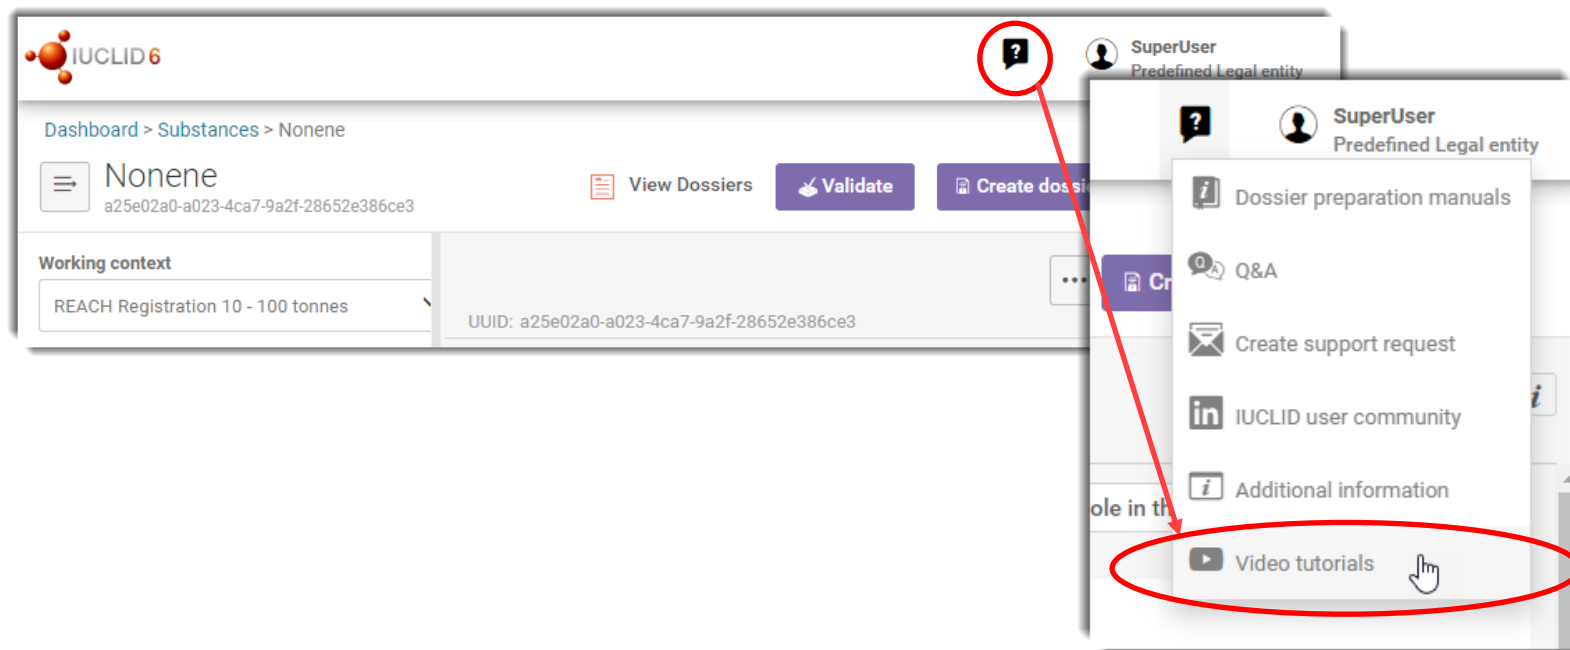 IUCLID 6
SuperUser
Predefined Legal entity
Dashboard > Substances > Nonene
Nonene
a25e02a0-a023-4ca7-9a2f-28652e386ce3
View Dossiers
Validate
Create dossi
Working context
REACH Registration 10 - 100 tonnes
UUID: a25e02a0-a023-4ca7-9a2f-28652e386ce3
SuperUser
Predefined Legal entity
Dossier preparation manuals
Cr
Q&A
Create support request
IUCLID user community
Additional information
ole in th
Video tutorials